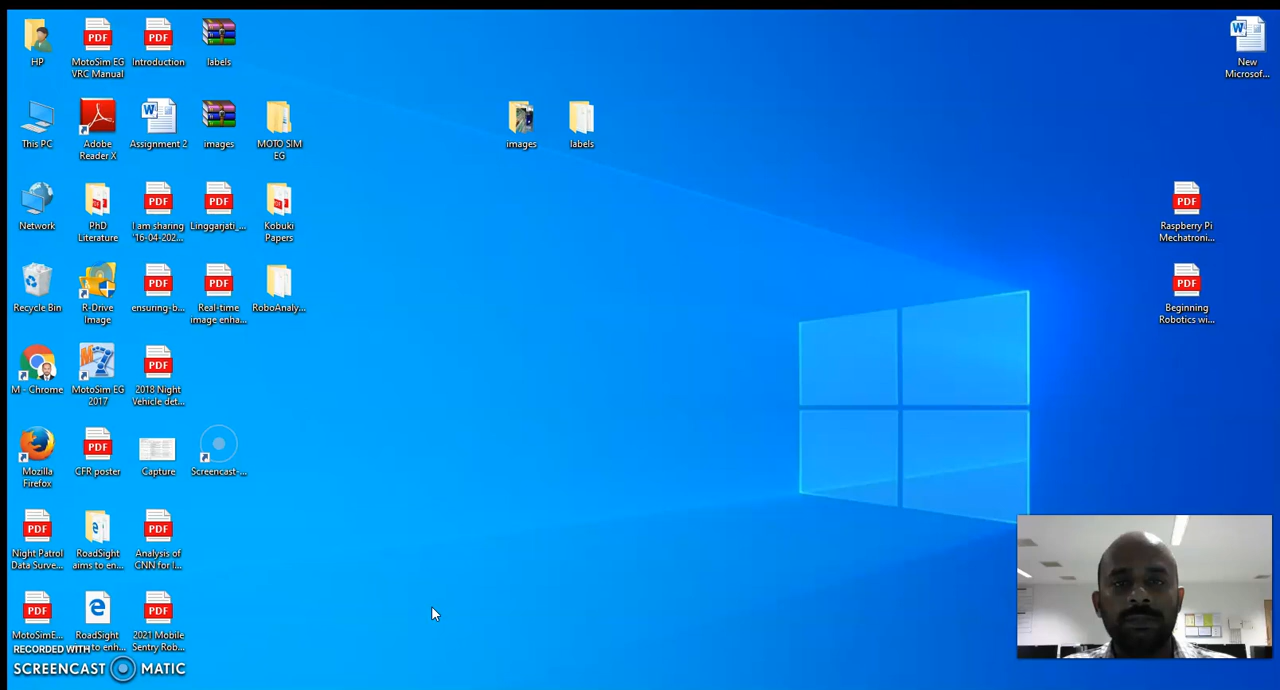 HP
MotoSim EG
VRC Manual
Introduction
labels
New
Microsof...
This PC
Adobe
Reader X
Assignment 2
images
MOTO SIM
EG
images
labels
Network
PhD
Literature
I am sharing
'16-04-202...
Linggarjati_...
Kobuki
Papers
Raspberry Pi
Mechatroni...
Recycle Bin
R-Drive
Image
ensuring-b...
Real-time
image enha...
RoboAnaly...
Beginning
Robotics wi...
M - Chrome
MotoSim EG
2017
2018 Night
Vehicle det...
Mozilla
Firefox
CFR poster
Capture
Screencast-...
Night Patrol
Data Surve...
RoadSight
aims to en...
Analysis of
CNN for I...
MotoSimE...
RoadSight
to enh...
2021 Mobile
Sentry Rob...
PDF
PDF
PDF
PDF
PDF
PDF
PDF
PDF
PDF
PDF
PDF
PDF
PDF
PDF
RECORDED WITH
SCREENCAST MATIC